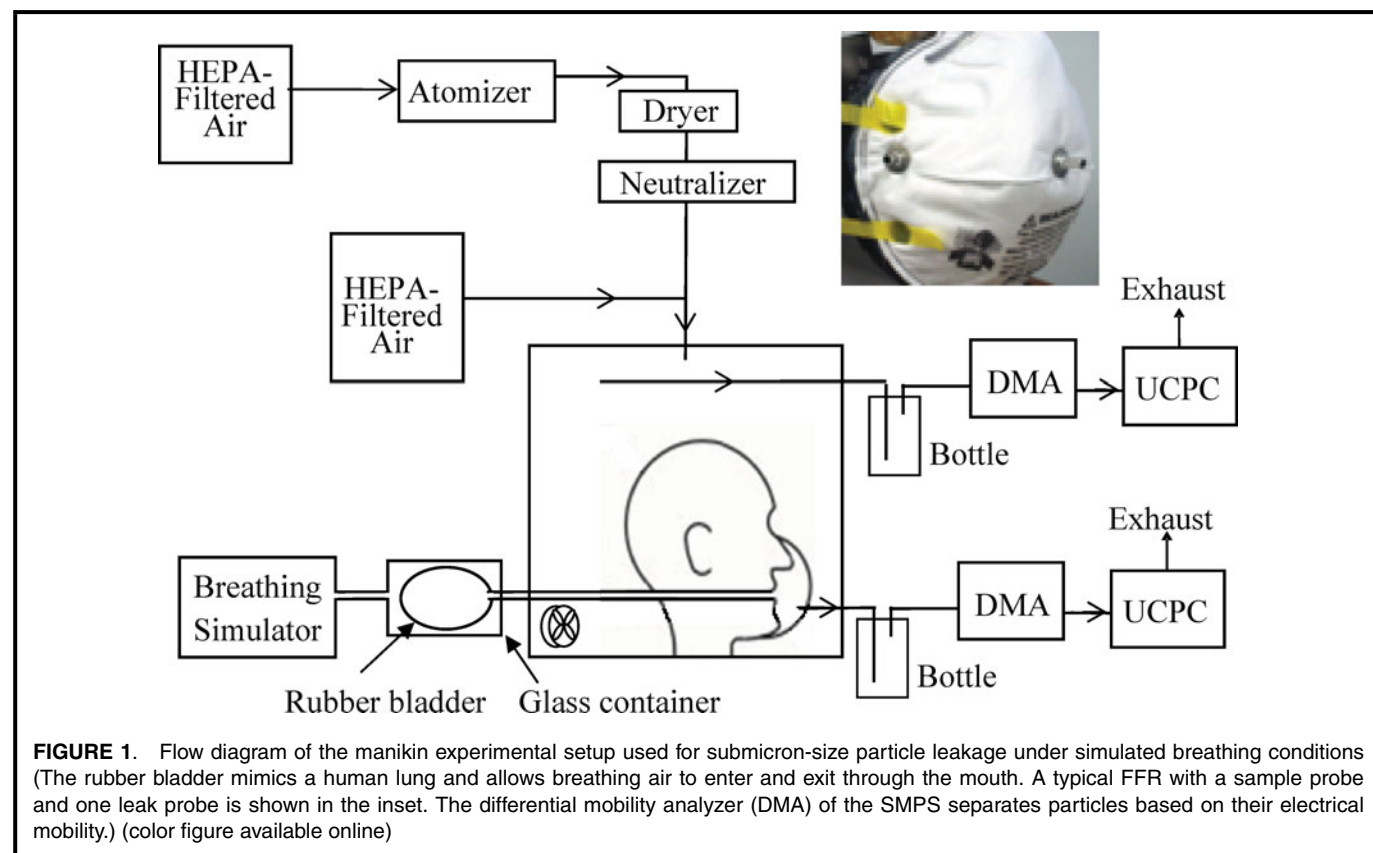 HEPA-
Filtered
Air
Atomizer
Dryer
Neutralizer
HEPA-
Filtered
Air
Exhaust
DMA
UCPC
Bottle
Exhaust
Breathing
Simulator
DMA
UCPC
Bottle
Rubber bladder
Glass container
FIGURE 1. Flow diagram of the manikin experimental setup used for submicron-size particle leakage under simulated breathing conditions
(The rubber bladder mimics a human lung and allows breathing air to enter and exit through the mouth. A typical FFR with a sample probe
and one leak probe is shown in the inset. The differential mobility analyzer (DMA) of the SMPS separates particles based on their electrical
mobility.) (color figure available online)